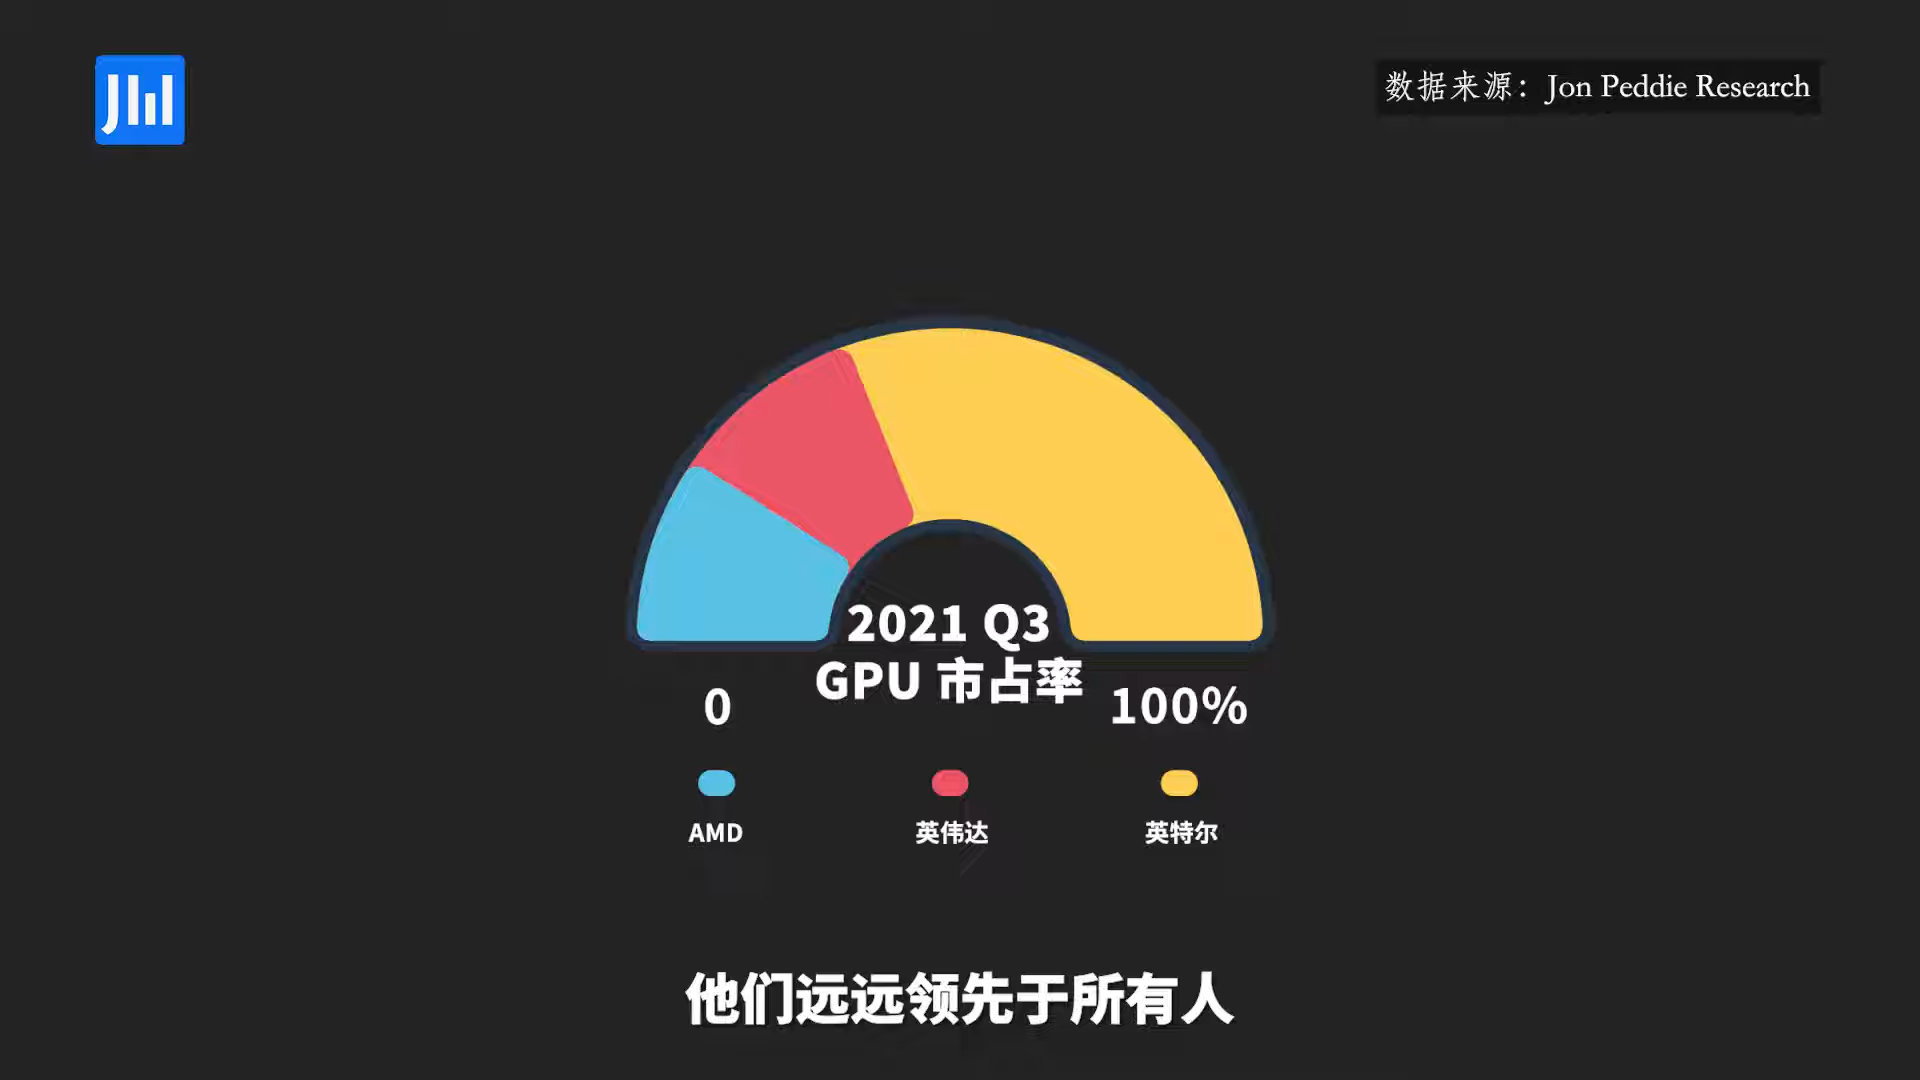 JW
数据来源：Jon Peddie Research
2021 Q3
GPU 市占率
0
100%
AMD
英伟达
英特尔
他们远远领先于所有人